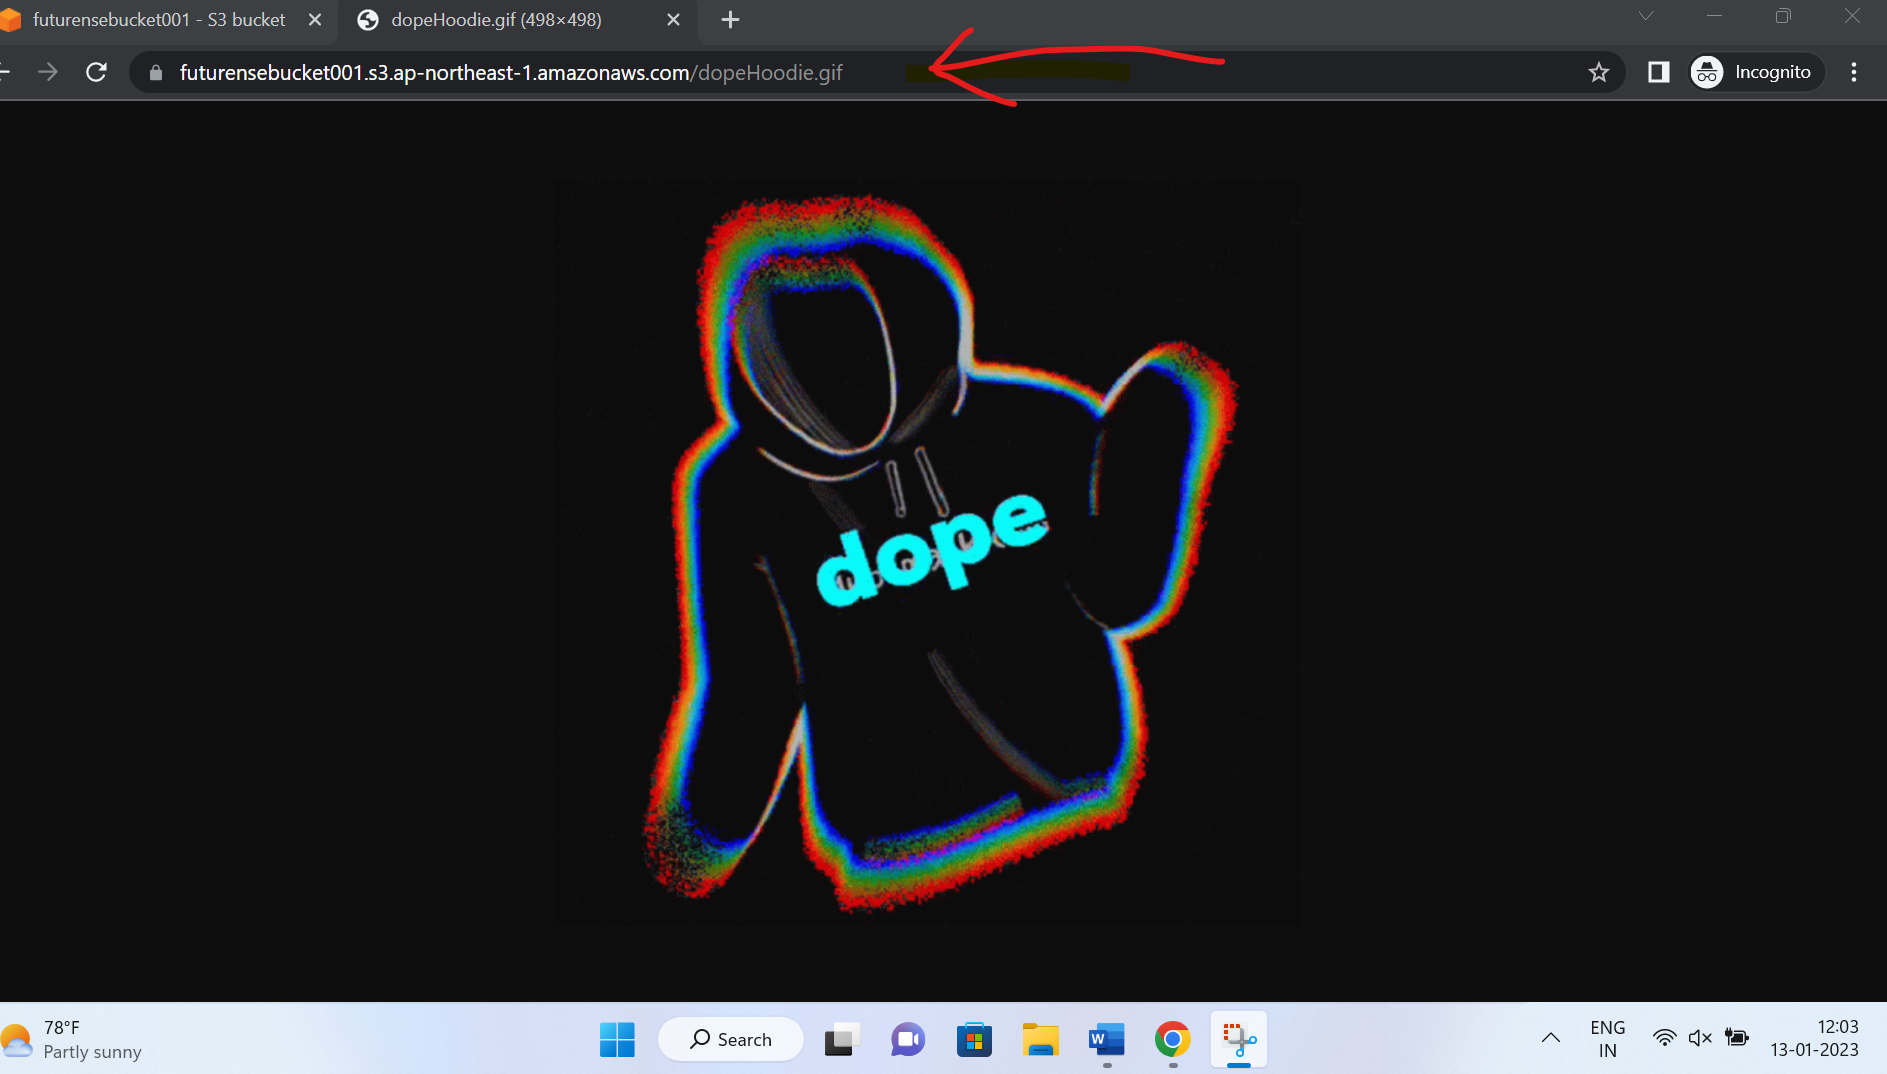 futurensebucket001 - S3 bucket
dopeHoodie.gif (498×498)
futurensebucket001.s3.ap-northeast-1.amazonaws.com/dopeHoodie.gif
Incognito
dope
78°F
Partly sunny
Search
W
ENG
IN
12:03
13-01-2023